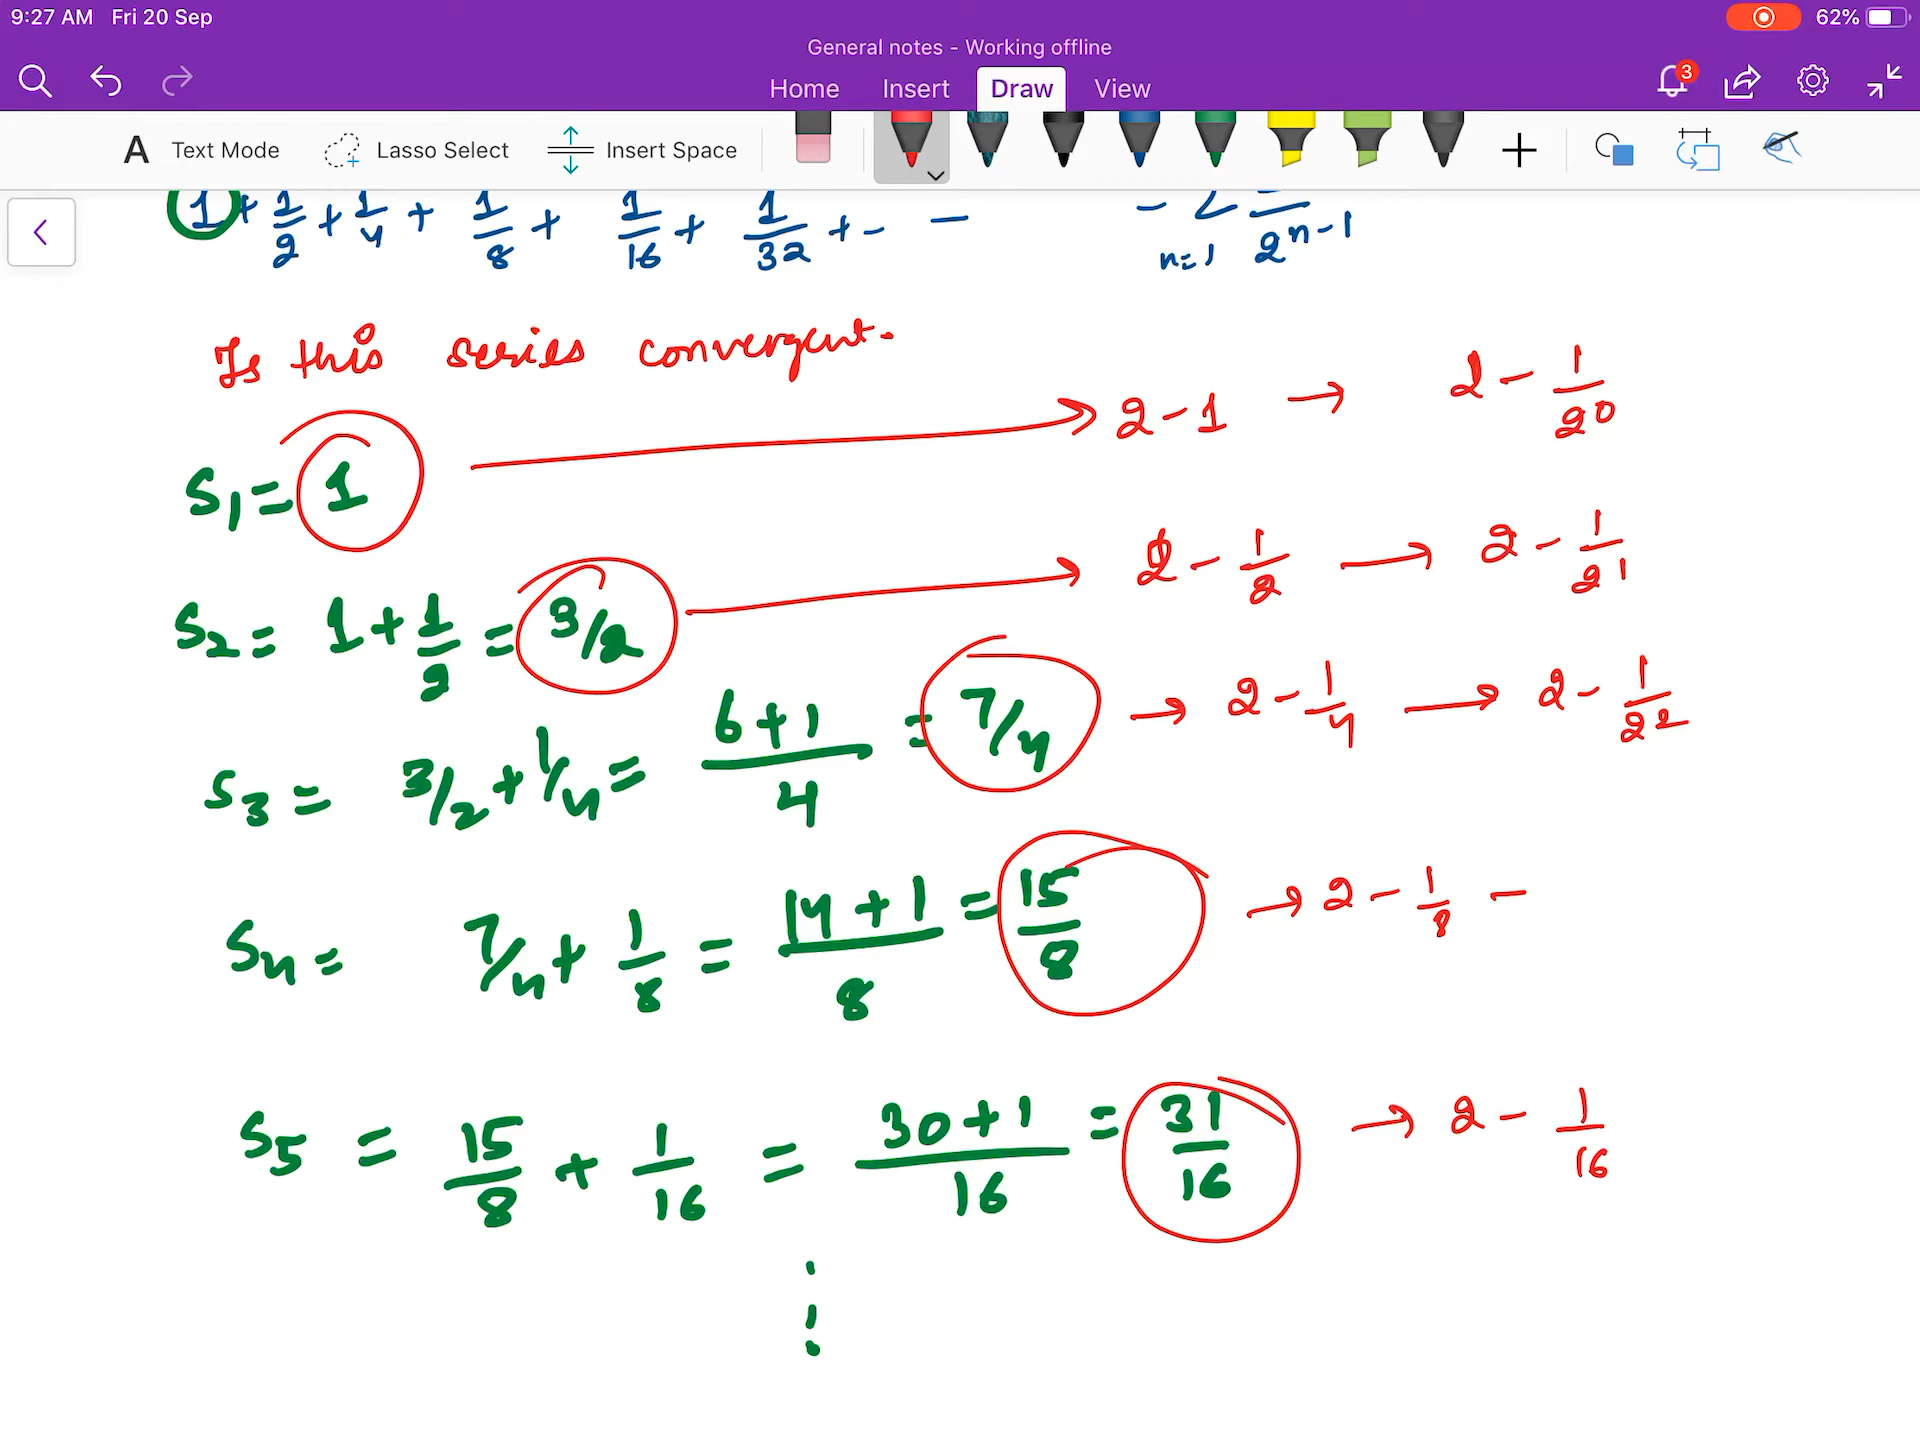 9:27 AM Fri 20 Sep 62%
General notes - Working offline
Home Insert Draw View 3
A Text Mode Lasso Select Insert Space
1 + 1/2 + 1/4 + 1/8 + 1/16 + 1/32 + - - - Σ n=1 1/2^n-1
Is this series convergent.
S1 = 1 → 2 - 1 → 2 - 1/2^0
S2 = 1 + 1/2 = 3/2 → 2 - 1/2 → 2 - 1/2^1
S3 = 3/2 + 1/4 = 6+1/4 = 7/4 → 2 - 1/4 → 2 - 1/2^2
S4 = 7/4 + 1/8 = 14+1/8 = 15/8 → 2 - 1/8 -
S5 = 15/8 + 1/16 = 30+1/16 = 31/16 → 2 - 1/16